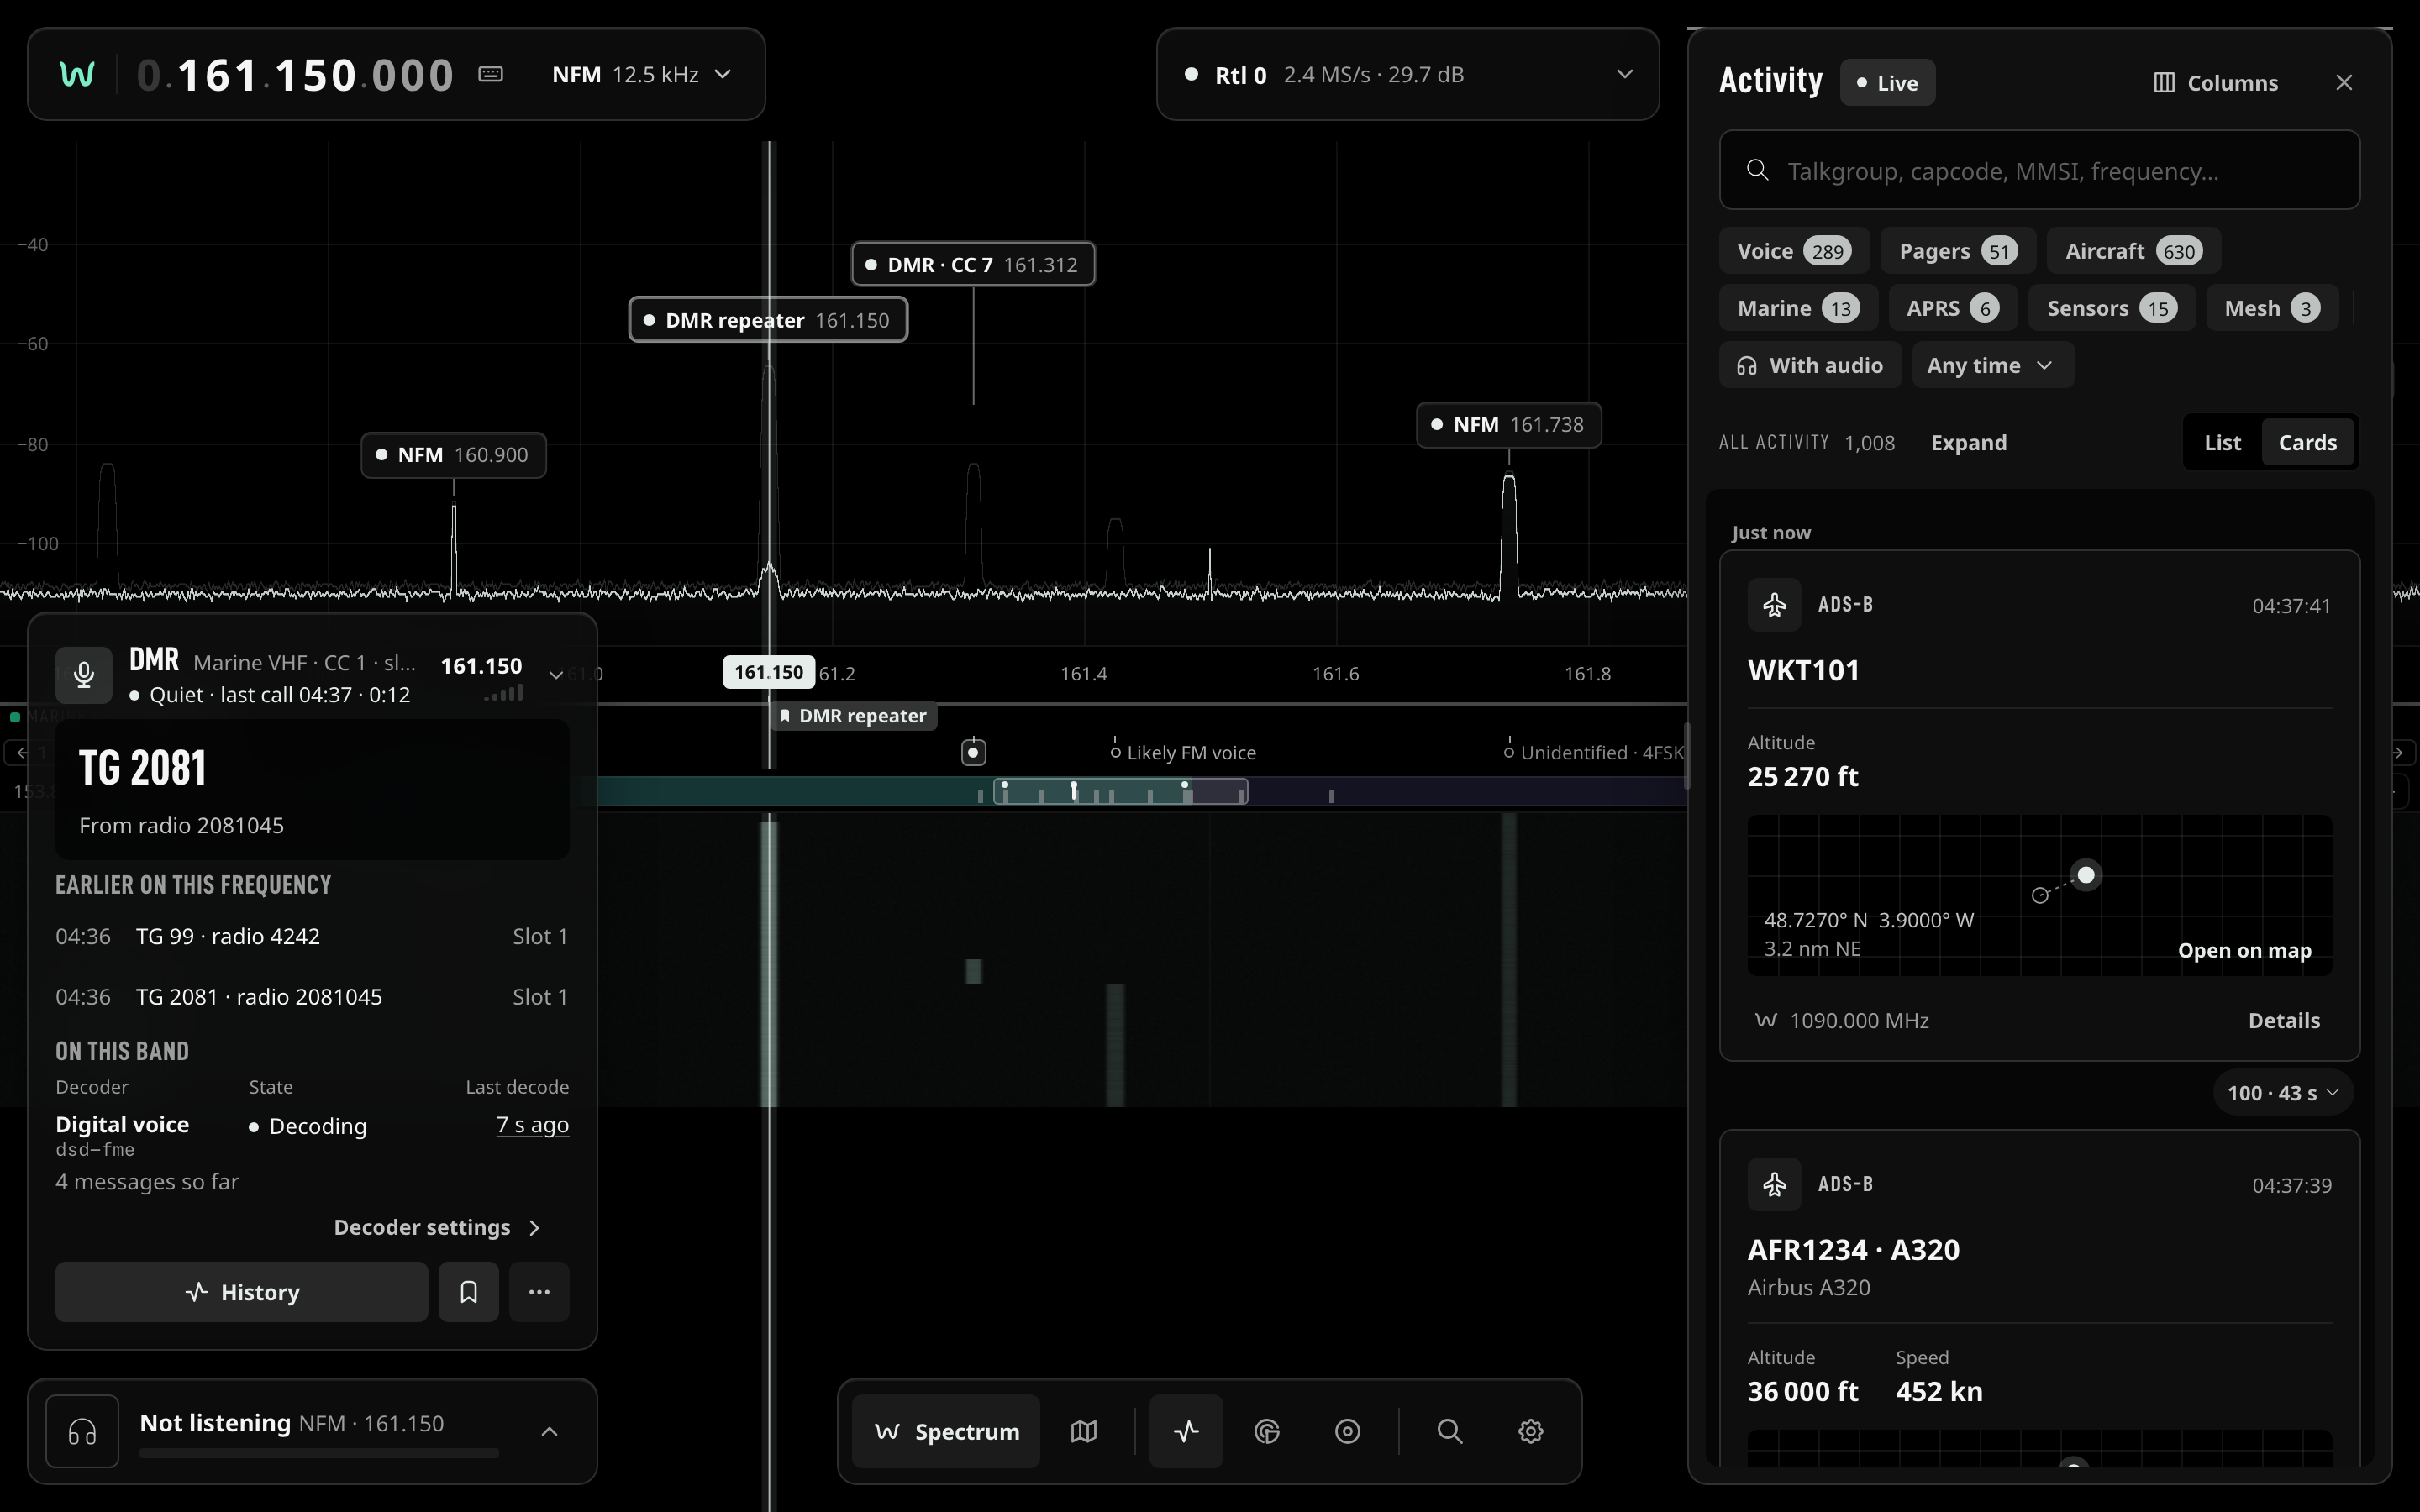 0.161.150.000 NFM 12.5 kHz
Rtl 0 2.4 MS/s · 29.7 dB
−40
−60
−80
−100
DMR · CC 7 161.312
DMR repeater 161.150
NFM 160.900
NFM 161.738
161.150
61.2
161.4
161.6
161.8
DMR repeater
Likely FM voice
Unidentified · 4FSK
DMR Marine VHF · CC 1 · sl... 161.150
Quiet · last call 04:37 · 0:12
TG 2081
From radio 2081045
EARLIER ON THIS FREQUENCY
04:36 TG 99 · radio 4242 Slot 1
04:36 TG 2081 · radio 2081045 Slot 1
ON THIS BAND
Decoder State Last decode
Digital voice Decoding 7 s ago
dsd-fme
4 messages so far
Decoder settings
History
Not listening NFM · 161.150
Spectrum
Activity Live Columns
Talkgroup, capcode, MMSI, frequency...
Voice 289 Pagers 51 Aircraft 630
Marine 13 APRS 6 Sensors 15 Mesh 3
With audio Any time
ALL ACTIVITY 1,008 Expand List Cards
Just now
ADS-B 04:37:41
WKT101
Altitude
25 270 ft
48.7270° N 3.9000° W
3.2 nm NE Open on map
1090.000 MHz Details
100 · 43 s
ADS-B 04:37:39
AFR1234 · A320
Airbus A320
Altitude Speed
36 000 ft 452 kn